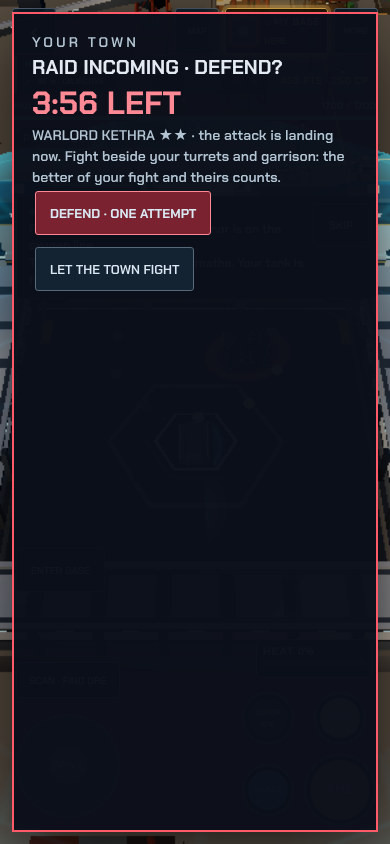 YOUR TOWN
RAID INCOMING · DEFEND?
3:56 LEFT
WARLORD KETHRA ★★ · the attack is landing
now. Fight beside your turrets and garrison: the
better of your fight and theirs counts.
DEFEND · ONE ATTEMPT
LET THE TOWN FIGHT